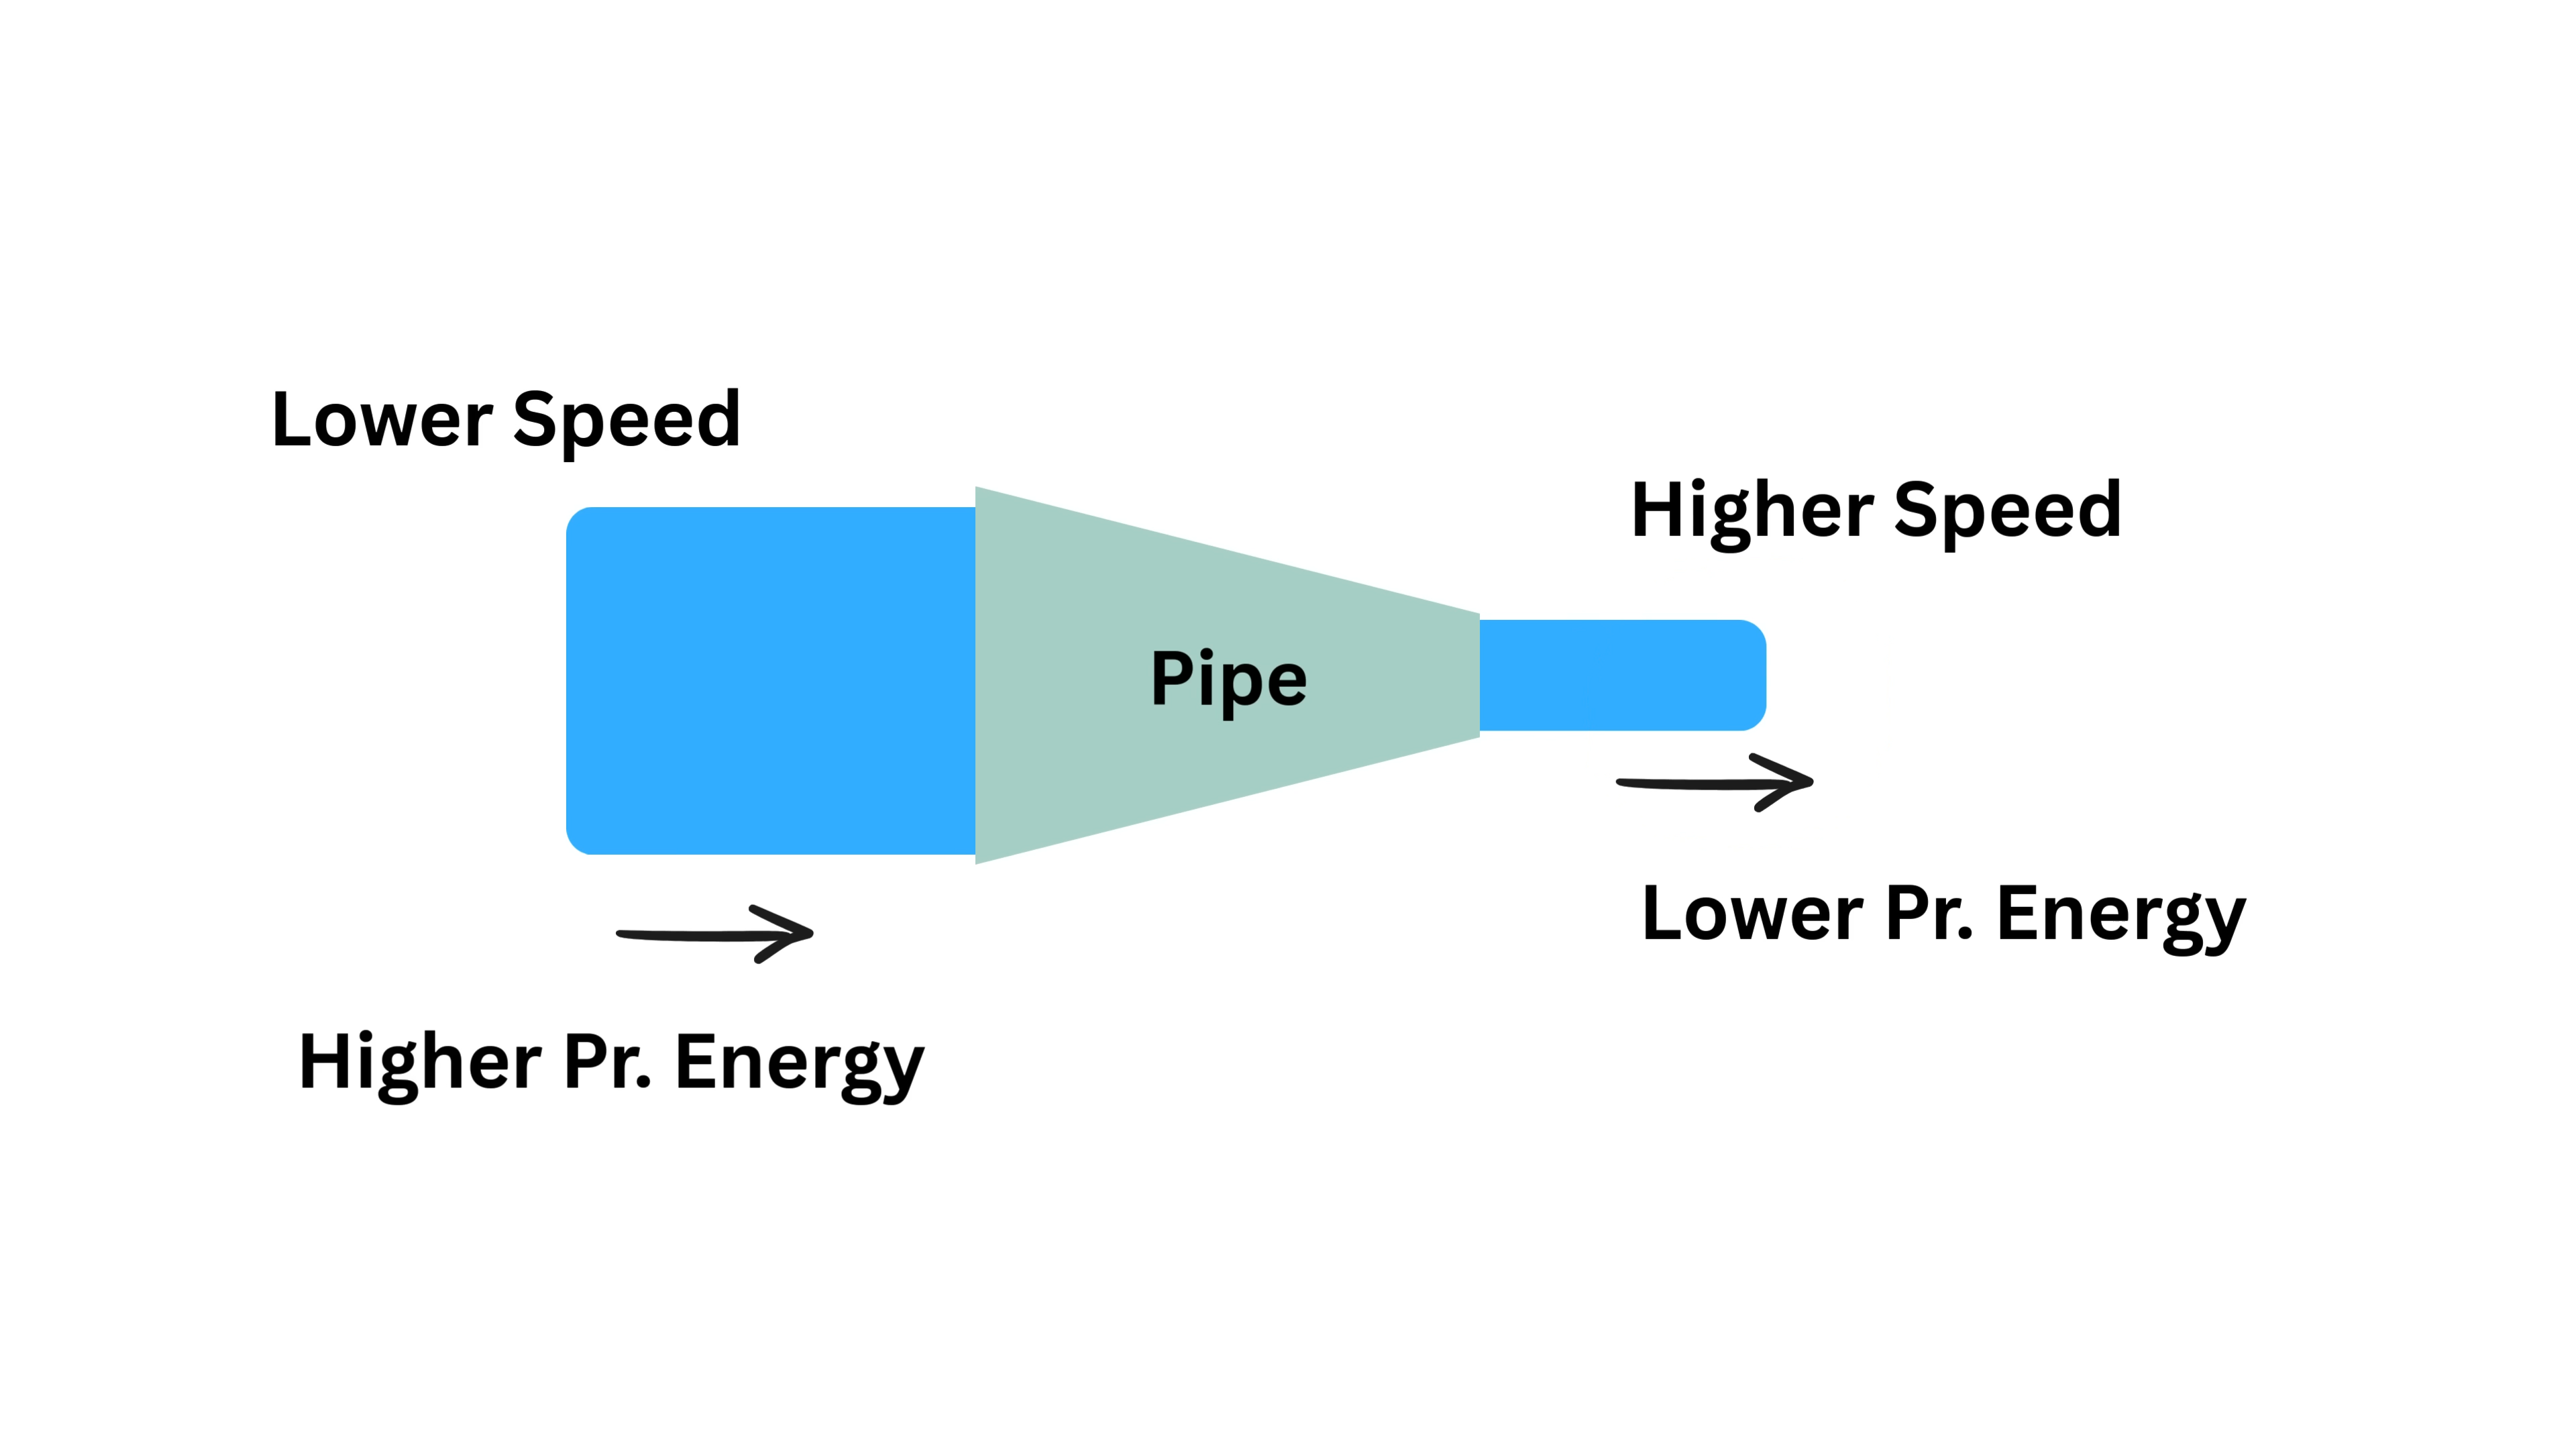 Lower Speed
Higher Speed
Pipe
Lower Pr. Energy
Higher Pr. Energy